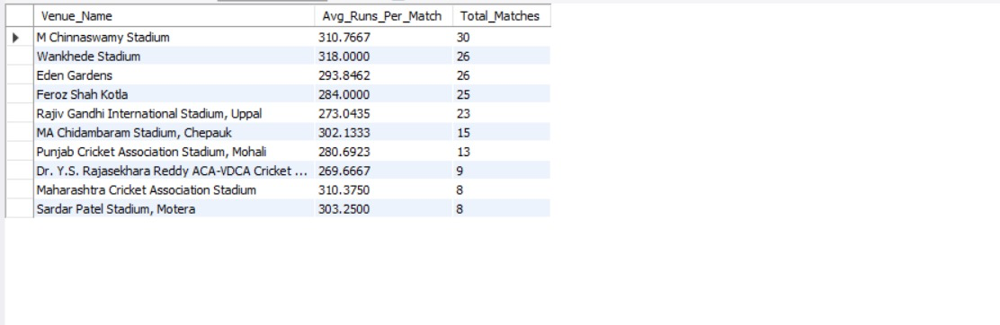 Venue_Name Avg_Runs_Per_Match Total_Matches
M Chinnaswamy Stadium 310.7667 30
Wankhede Stadium 318.0000 26
Eden Gardens 293.8462 26
Feroz Shah Kotla 284.0000 25
Rajiv Gandhi International Stadium, Uppal 273.0435 23
MA Chidambaram Stadium, Chepauk 302.1333 15
Punjab Cricket Association Stadium, Mohali 280.6923 13
Dr. Y.S. Rajasekhara Reddy ACA-VDCA Cricket ... 269.6667 9
Maharashtra Cricket Association Stadium 310.3750 8
Sardar Patel Stadium, Motera 303.2500 8